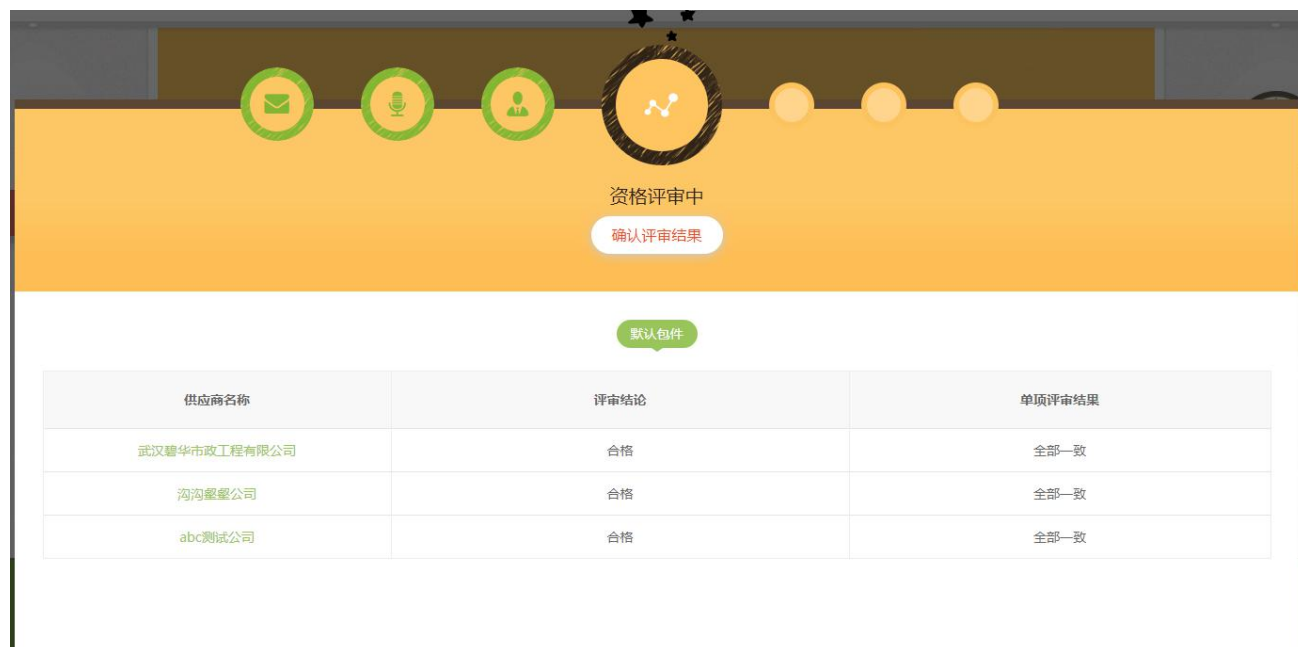 资格评审中
确认评审结果
默认包件
供应商名称 评审结论 单项评审结果
武汉碧华市政工程有限公司 合格 全部一致
沟沟壑壑公司 合格 全部一致
abc测试公司 合格 全部一致